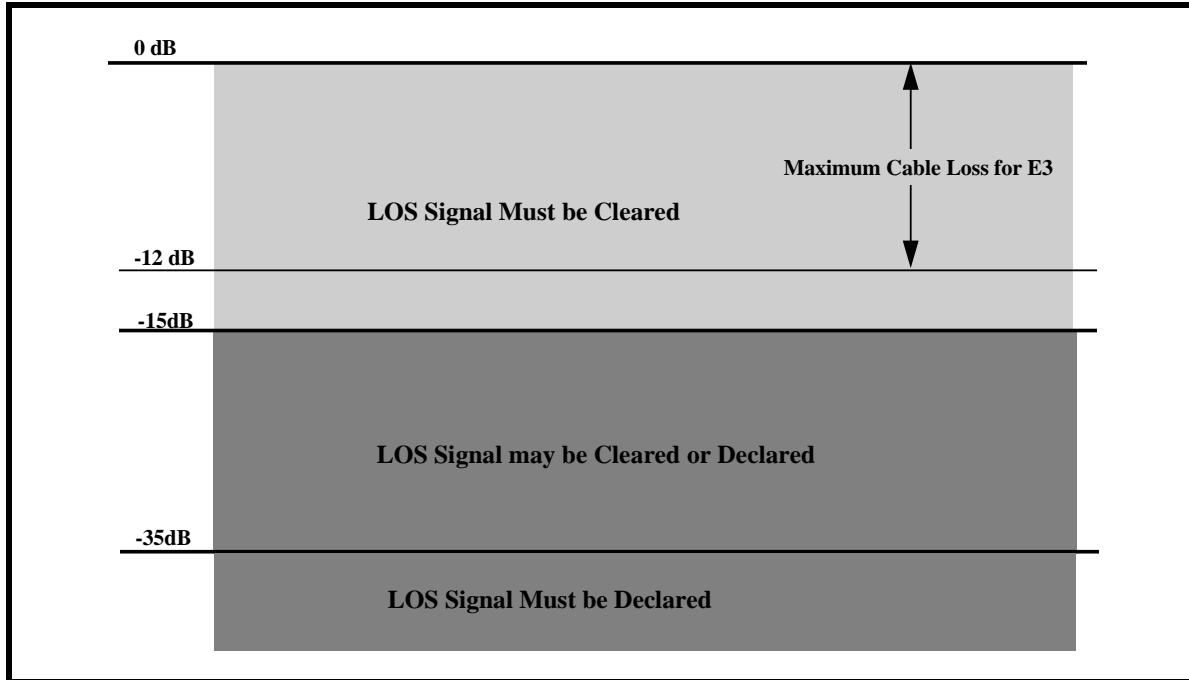 0 dB
Maximum Cable Loss for E3
LOS Signal Must be Cleared
-12 dB
-15dB
LOS Signal may be Cleared or Declared
-35dB
LOS Signal Must be Declared